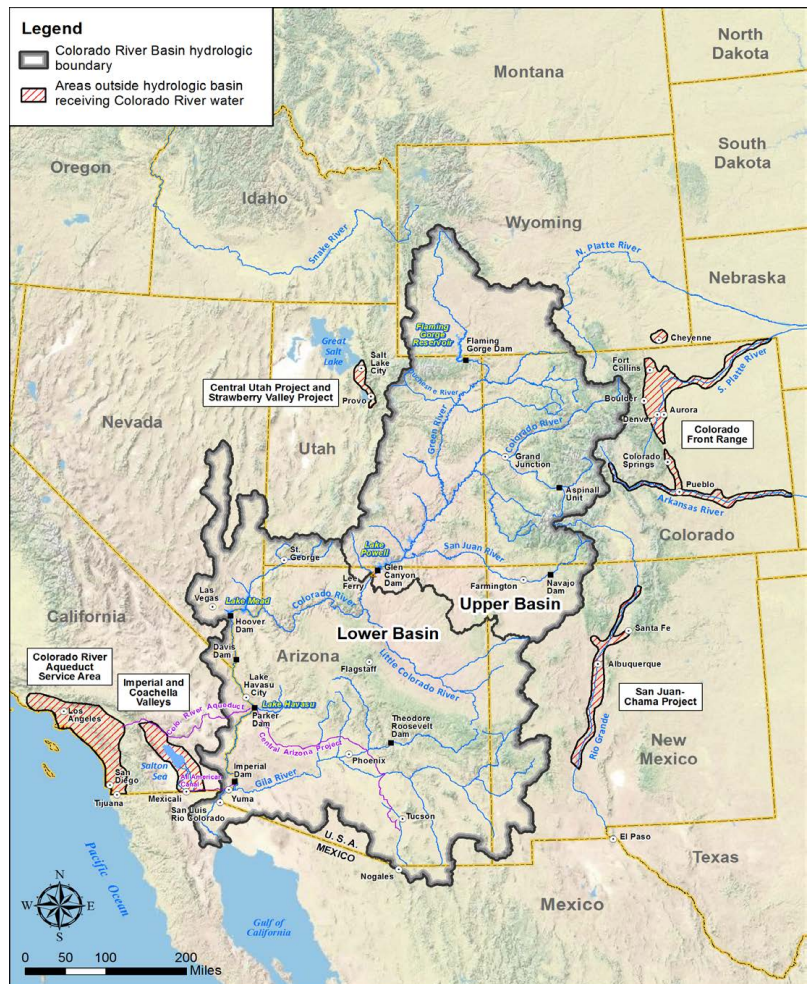 Legend
Colorado River Basin hydrologic
boundary
Areas outside hydrologic basin
receiving Colorado River water
North
Dakota
Montana
South
Dakota
Oregon
Idaho
Wyoming
Snake River
N. Platte River
Nebraska
Flaming
Gorge
Reservoir
Flaming
Gorge Dam
Cheyenne
Great
Salt
Lake
Salt
Lake
City
Fort
Collins
S. Platte River
Central Utah Project and
Strawberry Valley Project
Provo
Boulder
Denver
Aurora
Nevada
Utah
Green River
Colorado River
Grand
Junction
Colorado
Springs
Colorado
Front Range
Aspinall
Unit
Pueblo
Arkansas River
Colorado
St.
George
Lake
Powell
San Juan River
Lee
Ferry
Glen
Canyon
Dam
Farmington
Navajo
Dam
Las
Vegas
Lake Mead
Colorado River
Upper Basin
California
Hoover
Dam
Lower Basin
Santa Fe
Davis
Dam
Arizona
Flagstaff
Little Colorado River
Albuquerque
Colorado River
Aqueduct
Service Area
Imperial and
Coachella
Valleys
Lake
Havasu
City
San Juan-
Chama Project
Los
Angeles
Colo. River Aqueduct
Lake Havasu
Parker
Dam
Theodore
Roosevelt
Dam
Rio Grande
New
Mexico
Central Arizona Project
Phoenix
Salton
Sea
San
Diego
All American
Canal
Imperial
Dam
Gila River
Tijuana
Mexicali
Yuma
San Luis
Rio Colorado
Tucson
U. S. A.
MEXICO
El Paso
Nogales
Texas
Pacific Ocean
Mexico
Gulf of
California
N
W
E
S
0 50 100 200
Miles